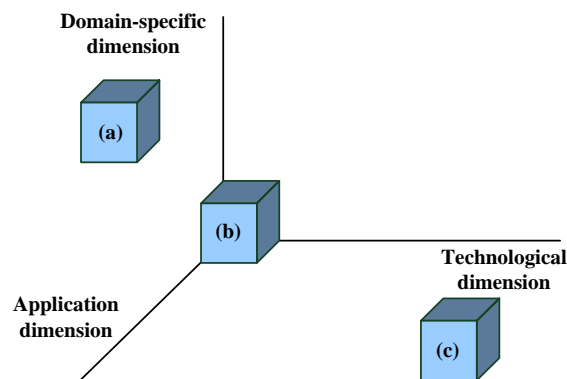 Domain-specific
dimension
(a)
(b)
Technological
dimension
Application
dimension
(c)